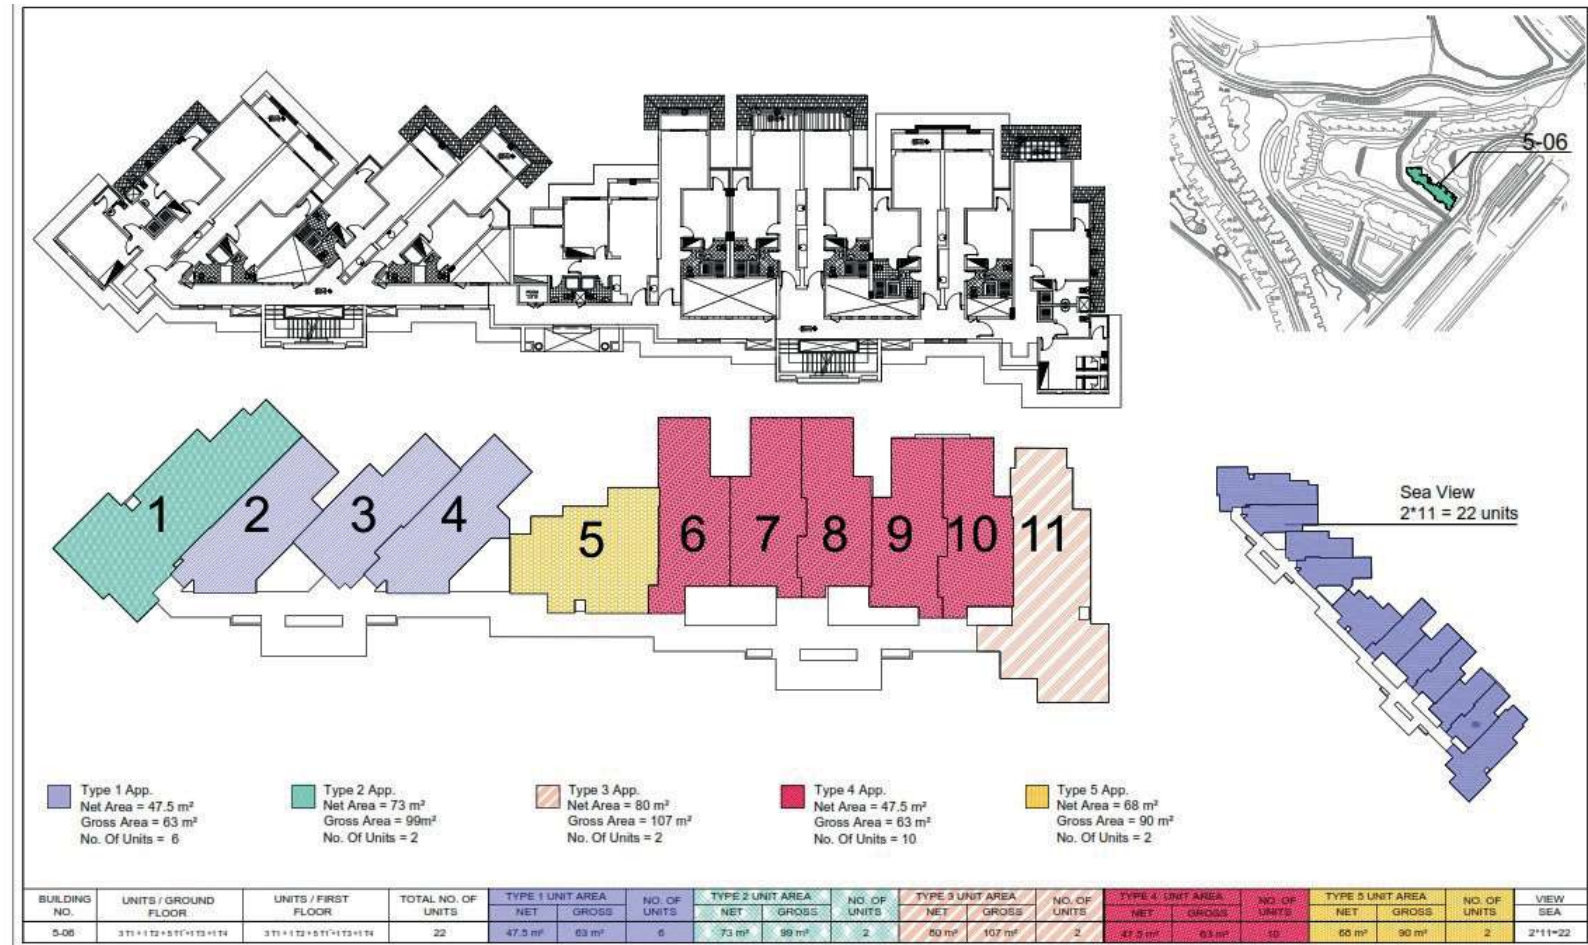 5-06
1
2
3
4
5
6
7
8
9
10
11
Sea View
2*11 = 22 units
Type 1 App.
Net Area = 47.5 m²
Gross Area = 63 m²
No. Of Units = 6
Type 2 App.
Net Area = 73 m²
Gross Area = 99m²
No. Of Units = 2
Type 3 App.
Net Area = 80 m²
Gross Area = 107 m²
No. Of Units = 2
Type 4 App.
Net Area = 47.5 m²
Gross Area = 63 m²
No. Of Units = 10
Type 5 App.
Net Area = 68 m²
Gross Area = 90 m²
No. Of Units = 2
BUILDING NO. UNITS / GROUND FLOOR UNITS / FIRST FLOOR TOTAL NO. OF UNITS TYPE 1 UNIT AREA NO. OF UNITS TYPE 2 UNIT AREA NO. OF UNITS TYPE 3 UNIT AREA NO. OF UNITS TYPE 4 UNIT AREA NO. OF UNITS TYPE 5 UNIT AREA NO. OF UNITS VIEW
NET GROSS NET GROSS NET GROSS NET GROSS NET GROSS SEA
5-06 22 47.5 m² 63 m² 6 73 m² 99 m² 2 80 m² 107 m² 2 47.5 m² 63 m² 10 68 m² 90 m² 2 2*11=22